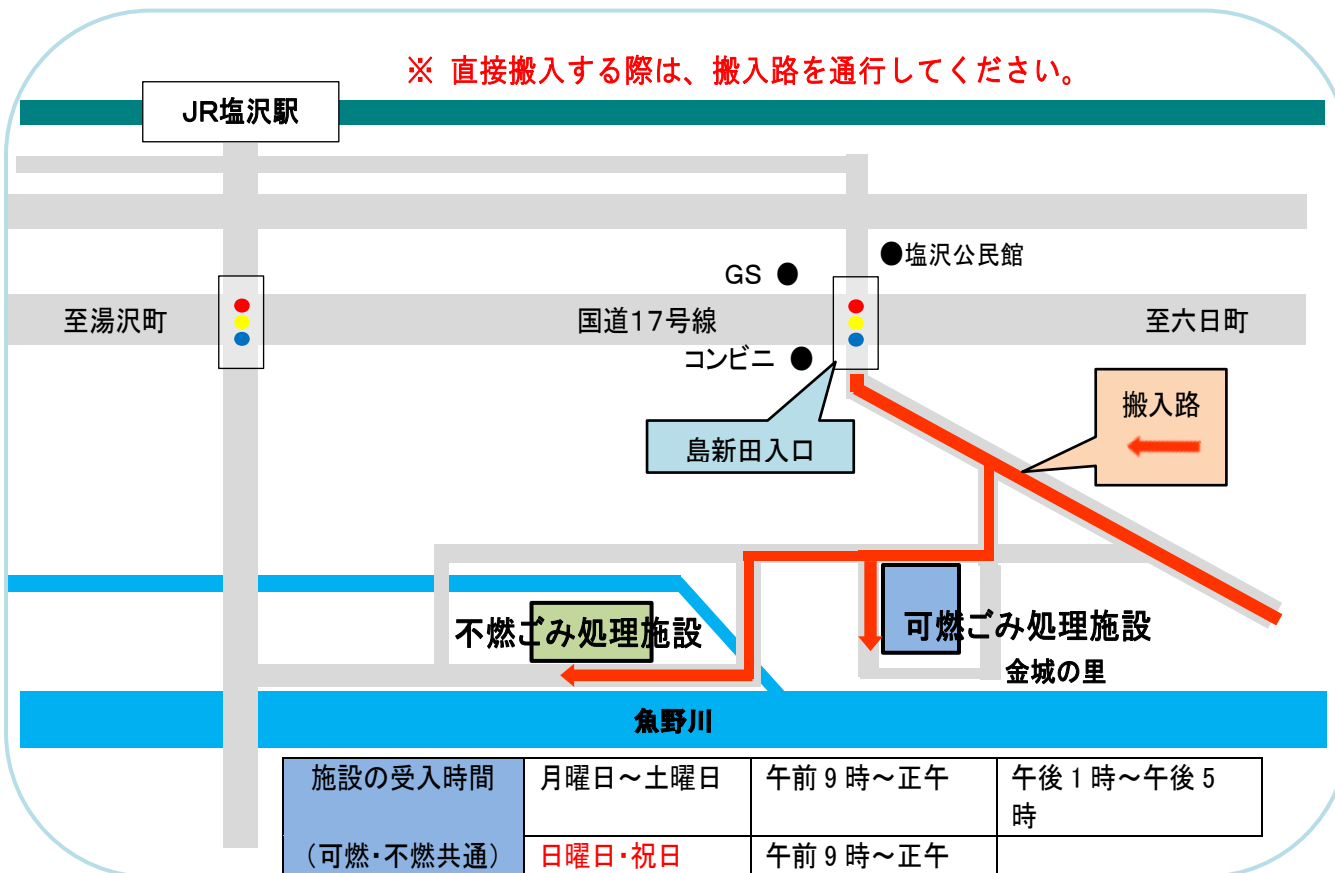 ※ 直接搬入する際は、搬入路を通行してください。
JR塩沢駅
●塩沢公民館
GS ●
至湯沢町
国道17号線
至六日町
コンビニ ●
搬入路
島新田入口
不燃ごみ処理施設
可燃ごみ処理施設
金城の里
魚野川
施設の受入時間 月曜日～土曜日 午前9時～正午 午後1時～午後5
時
(可燃・不燃共通) 日曜日・祝日 午前9時～正午